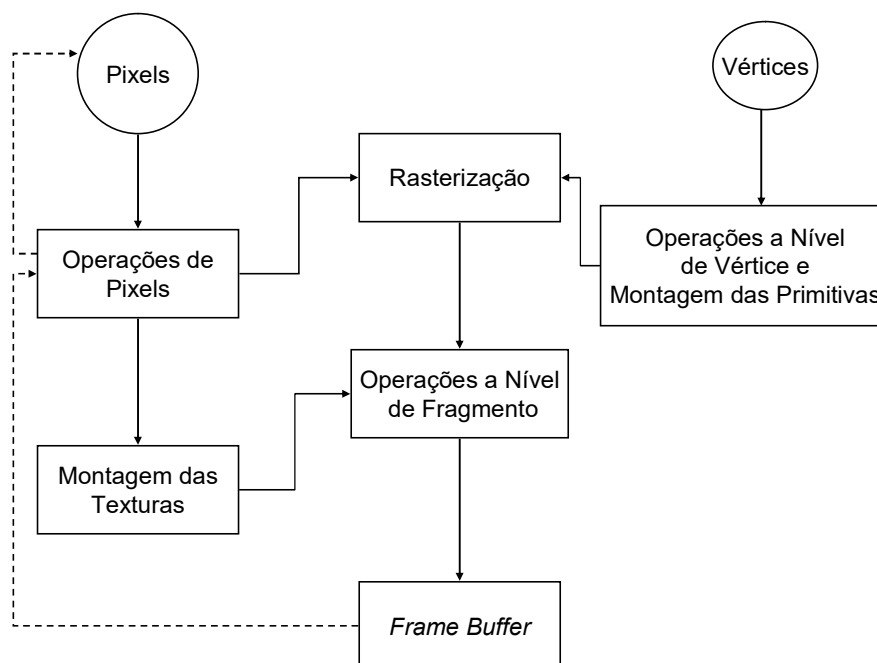 Pixels
Vértices
Rasterização
Operações de
Pixels
Operações a Nível
de Vértice e
Montagem das Primitivas
Operações a Nível
de Fragmento
Montagem das
Texturas
Frame Buffer